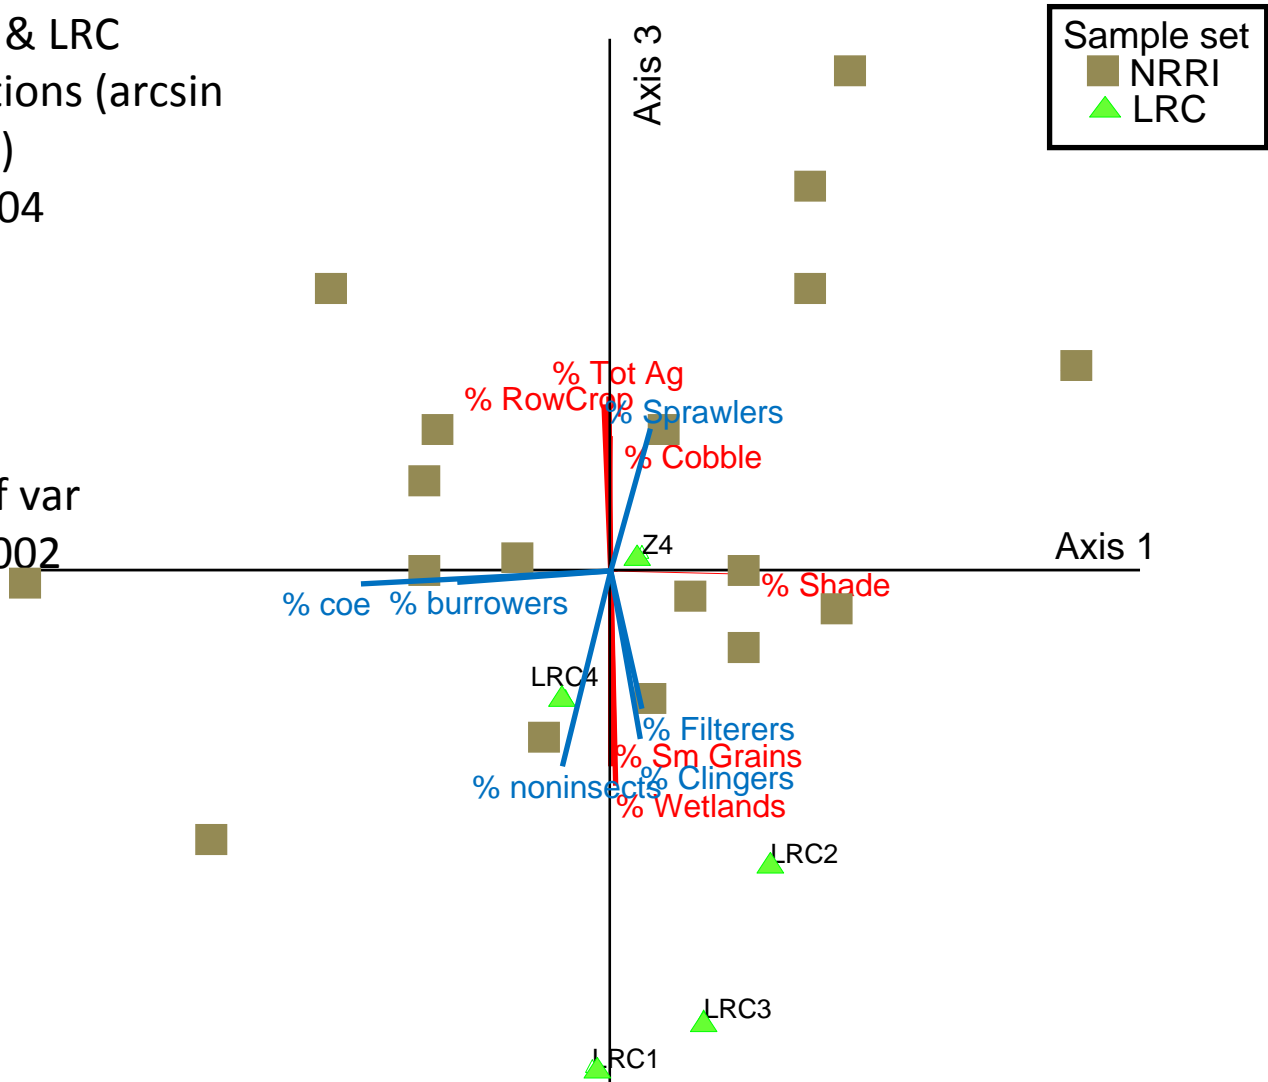 & LRC
tions (arcsin
)
04
f var
002
Axis 3
Sample set
NRRI
LRC
% Tot Ag
% RowCrop
% Sprawlers
% Cobble
Z4
Axis 1
% Shade
% coe
% burrowers
LRC4
% Filterers
% Sm Grains
% Clingers
% noninsects
% Wetlands
LRC2
LRC3
LRC1